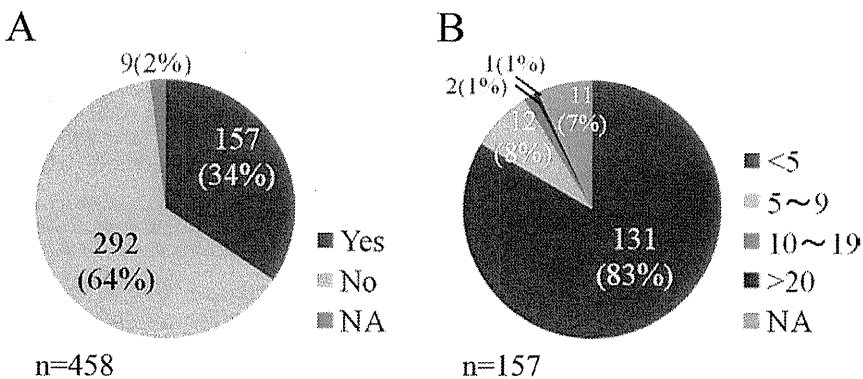 A
9(2%)
157
(34%)
292
(64%)
Yes
No
NA
n=458
B
1(1%)
2(1%)
11
(7%)
12
(8%)
131
(83%)
<5
5～9
10～19
>20
NA
n=157